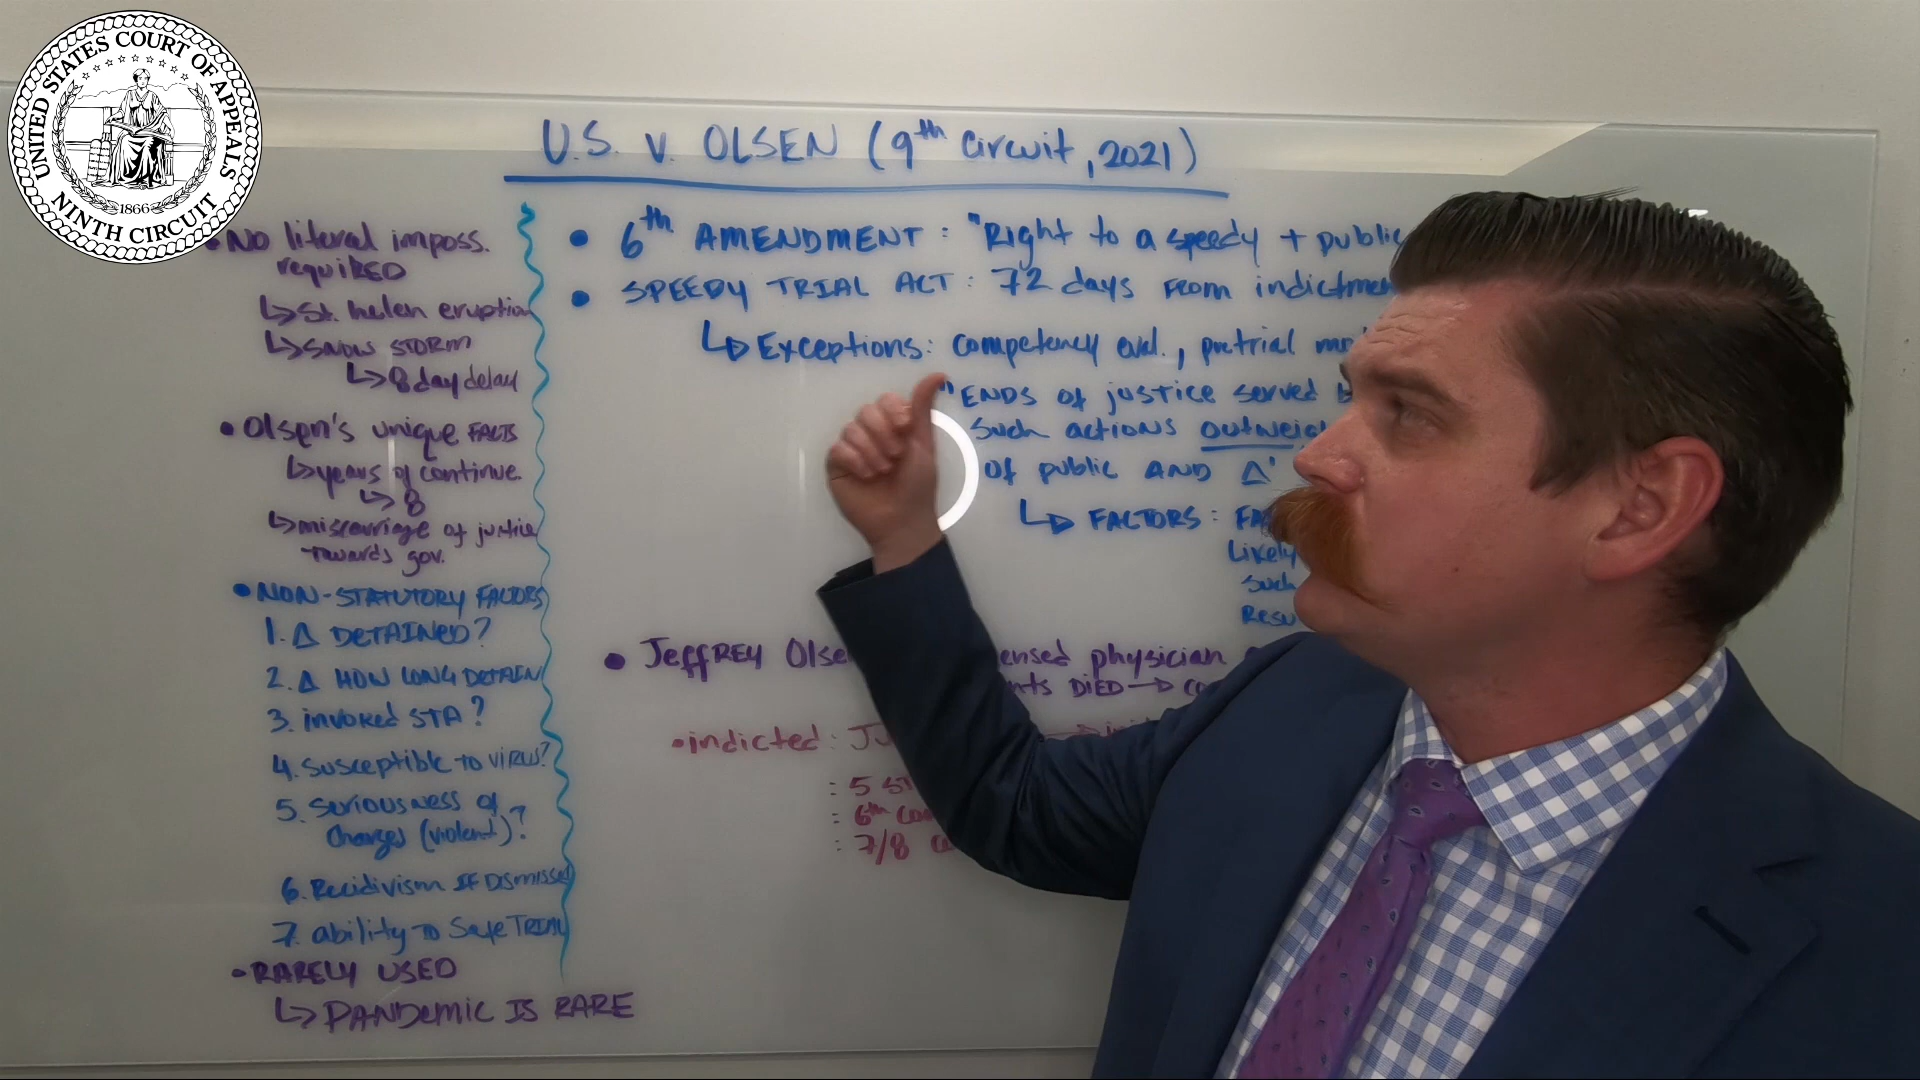 UNITED STATES COURT OF APPEALS
NINTH CIRCUIT
1866
U.S. v. OLSEN (9th Circuit, 2021)
• No literal imposs.
required
↳ St. helen eruption
↳ SNOW STORM
↳ 8 day delay
• Olsen's unique FACTS
↳ years of continue.
↳ 8
↳ miscarriage of justice
towards gov.
• NON-STATUTORY FACTORS
1. Δ DETAINED?
2. Δ HOW LONG DETAIN
3. invoked STA?
4. Susceptible to virus?
5. Seriousness of
Charges (violent)?
6. Recidivism IF Dismissed
7. ability to Safe TRIAL
• RARELY USED
↳ PANDEMIC IS RARE
• 6th AMENDMENT : "Right to a speedy + public
• SPEEDY TRIAL ACT : 72 days from indictmen
↳ Exceptions: competency eval., pretrial mo
"ENDS of justice served b
Such actions outweig
of public AND Δ'
↳ FACTORS : FA
Likely
Such
Resu
• Jeffrey Olse ensed physician
nts DIED →
• indicted :
: 5
: 6th
: 7/8